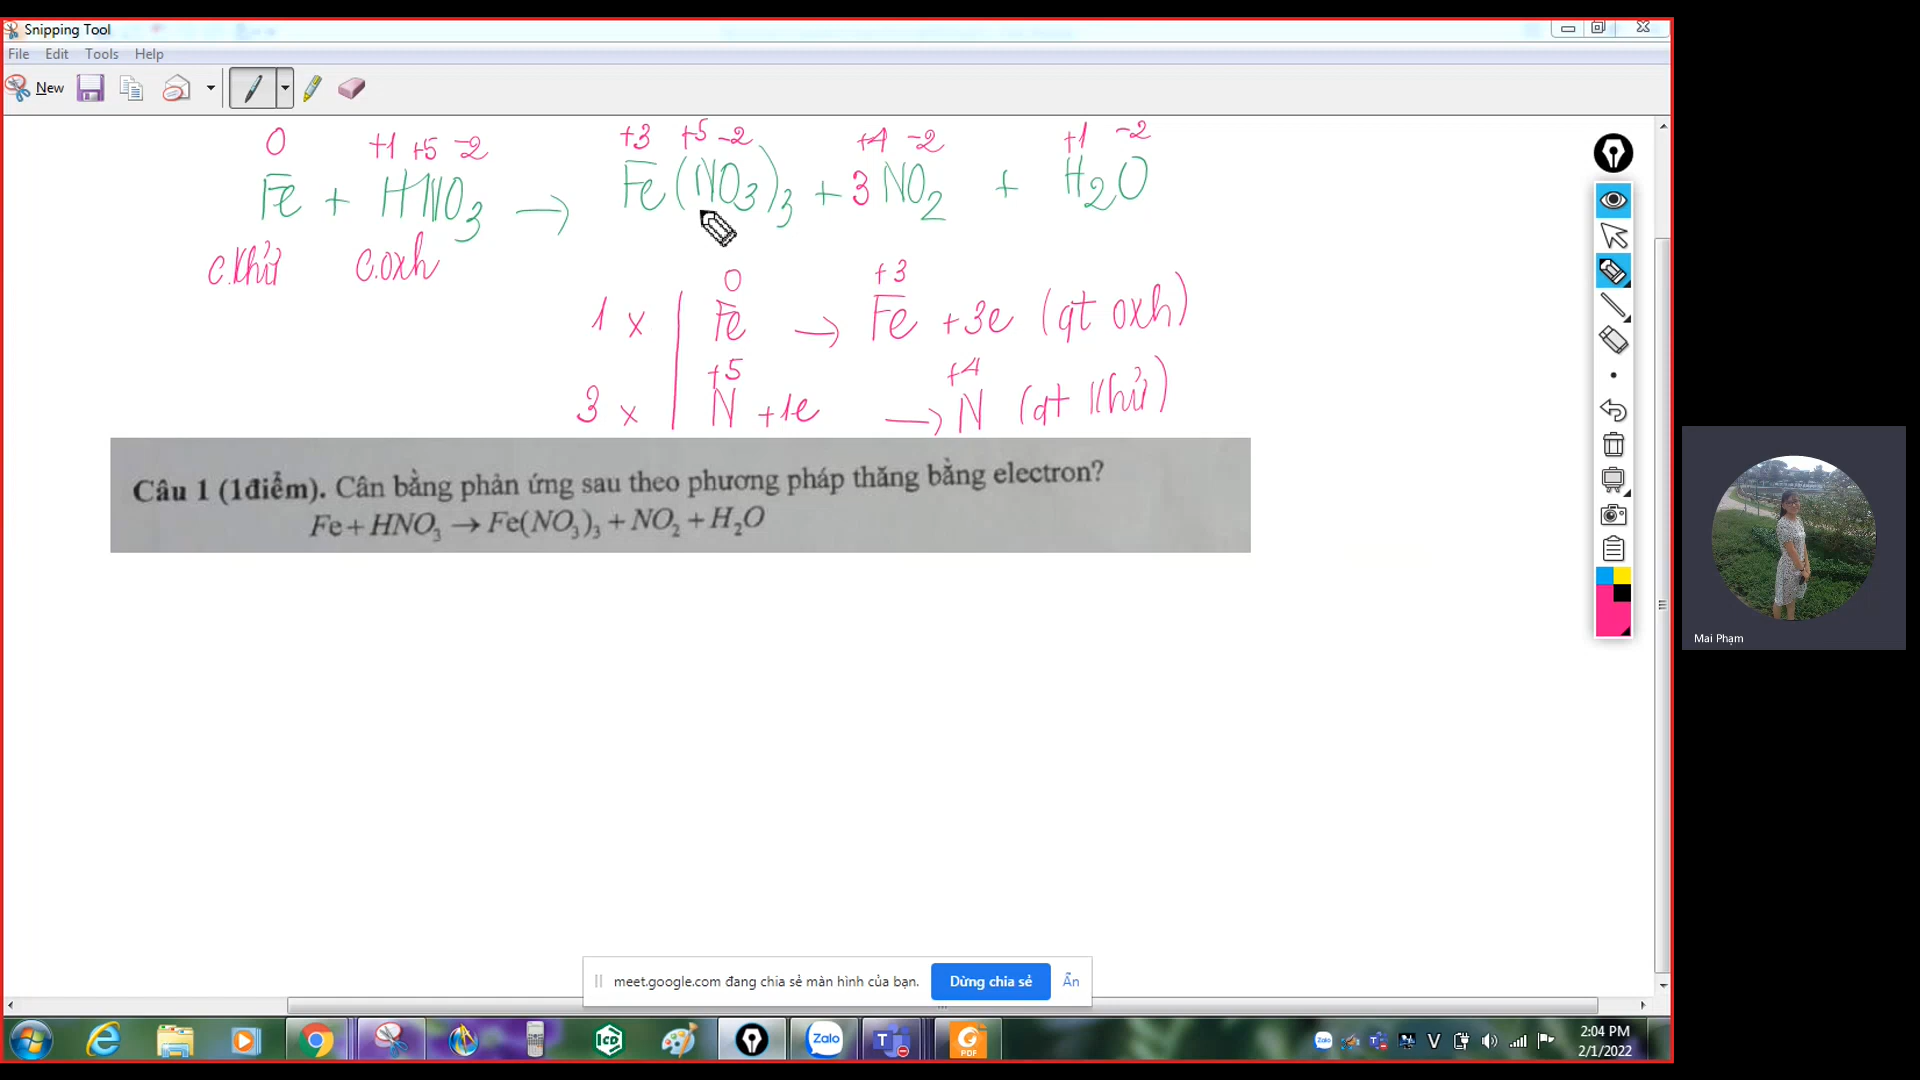 Snipping Tool
File Edit Tools Help
New
0 +1 +5 -2 +3 +5 -2 +4 -2 +1 -2
Fe + HNO3 → Fe(NO3)3 + 3NO2 + H2O
c.khử c.oxh
0 +3
1 x | Fe → Fe +3e (qt oxh)
+5 +4
3 x | N +1e → N (qt khử)
Câu 1 (1điểm). Cân bằng phản ứng sau theo phương pháp thăng bằng electron?
Fe + HNO3 → Fe(NO3)3 + NO2 + H2O
Mai Phạm
meet.google.com đang chia sẻ màn hình của bạn. Dừng chia sẻ Ẩn
Zalo
PDF
V
2:04 PM
2/1/2022